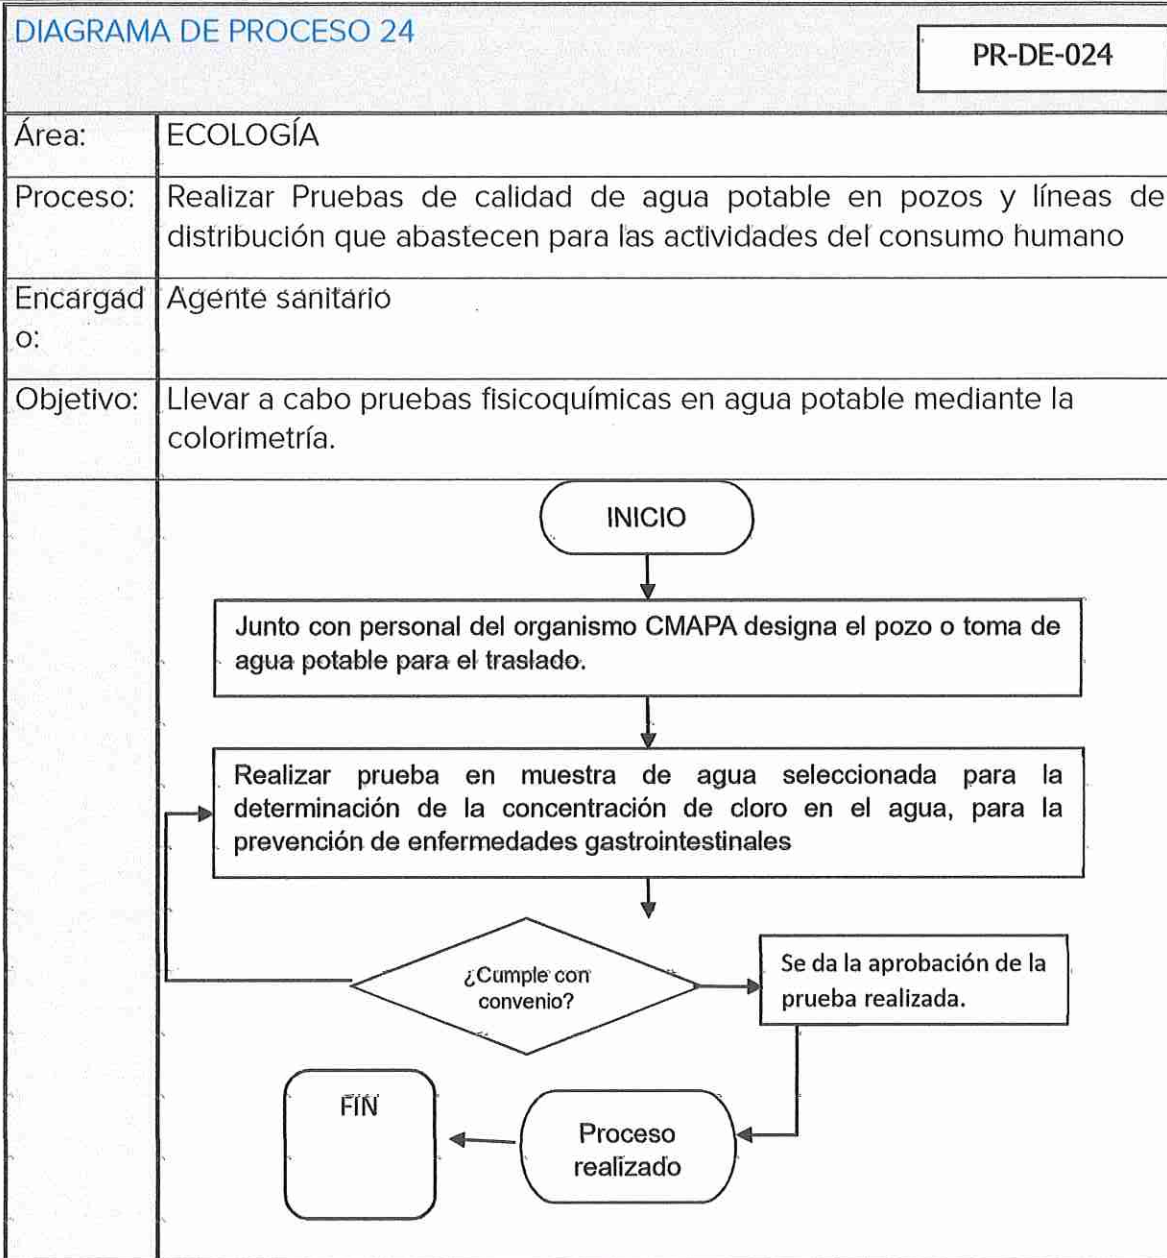 DIAGRAMA DE PROCESO 24
PR-DE-024
Área:
ECOLOGÍA
Proceso:
Realizar Pruebas de calidad de agua potable en pozos y líneas de
distribución que abastecen para las actividades del consumo humano
Encargad
o:
Agente sanitario
Objetivo:
Llevar a cabo pruebas fisicoquímicas en agua potable mediante la
colorimetría.
INICIO
Junto con personal del organismo CMAPA designa el pozo o toma de
agua potable para el traslado.
Realizar prueba en muestra de agua seleccionada para la
determinación de la concentración de cloro en el agua, para la
prevención de enfermedades gastrointestinales
¿Cumple con
convenio?
Se da la aprobación de la
prueba realizada.
FIN
Proceso
realizado